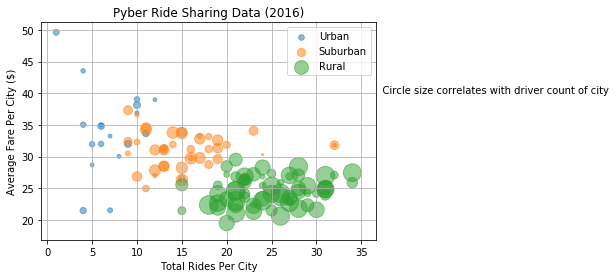 Pyber Ride Sharing Data (2016)
Average Fare Per City ($)
50
45
40
35
30
25
20
Urban
Suburban
Rural
Circle size correlates with driver count of city
0 5 10 15 20 25 30 35
Total Rides Per City